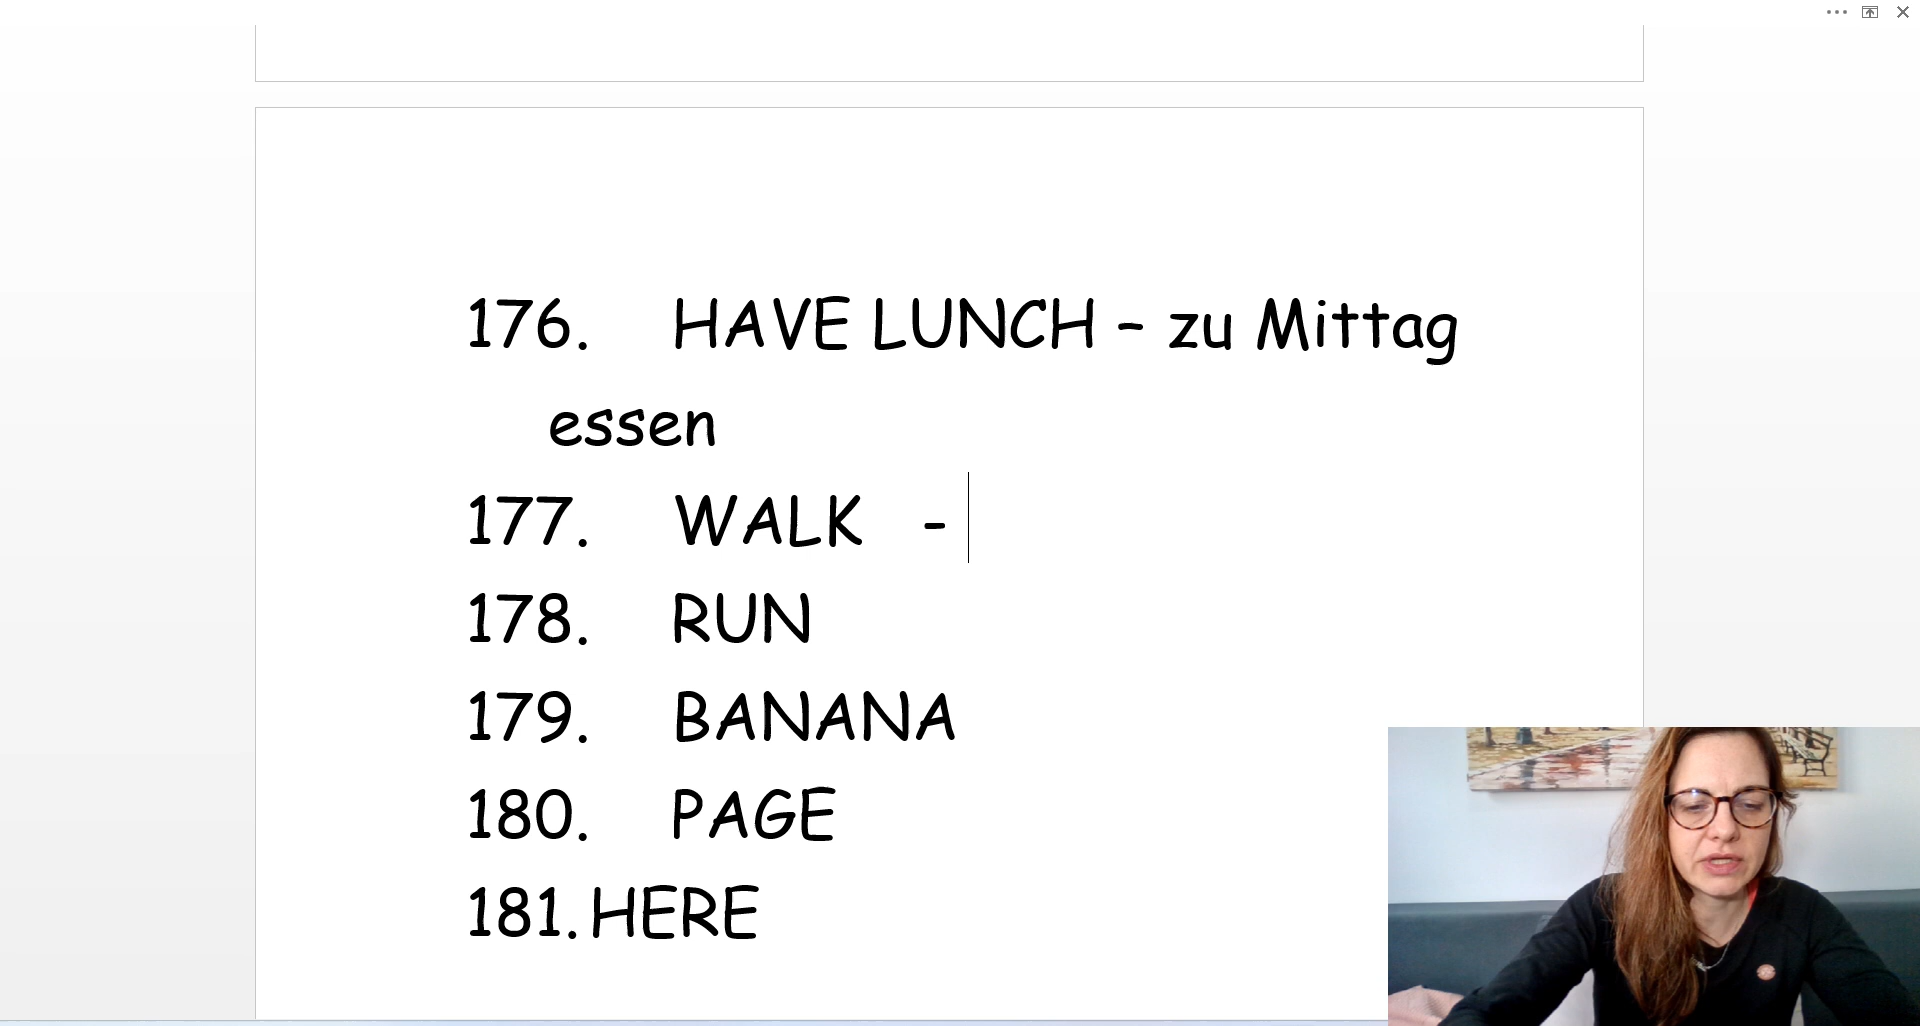 176. HAVE LUNCH – zu Mittag
essen
177. WALK -
178. RUN
179. BANANA
180. PAGE
181. HERE